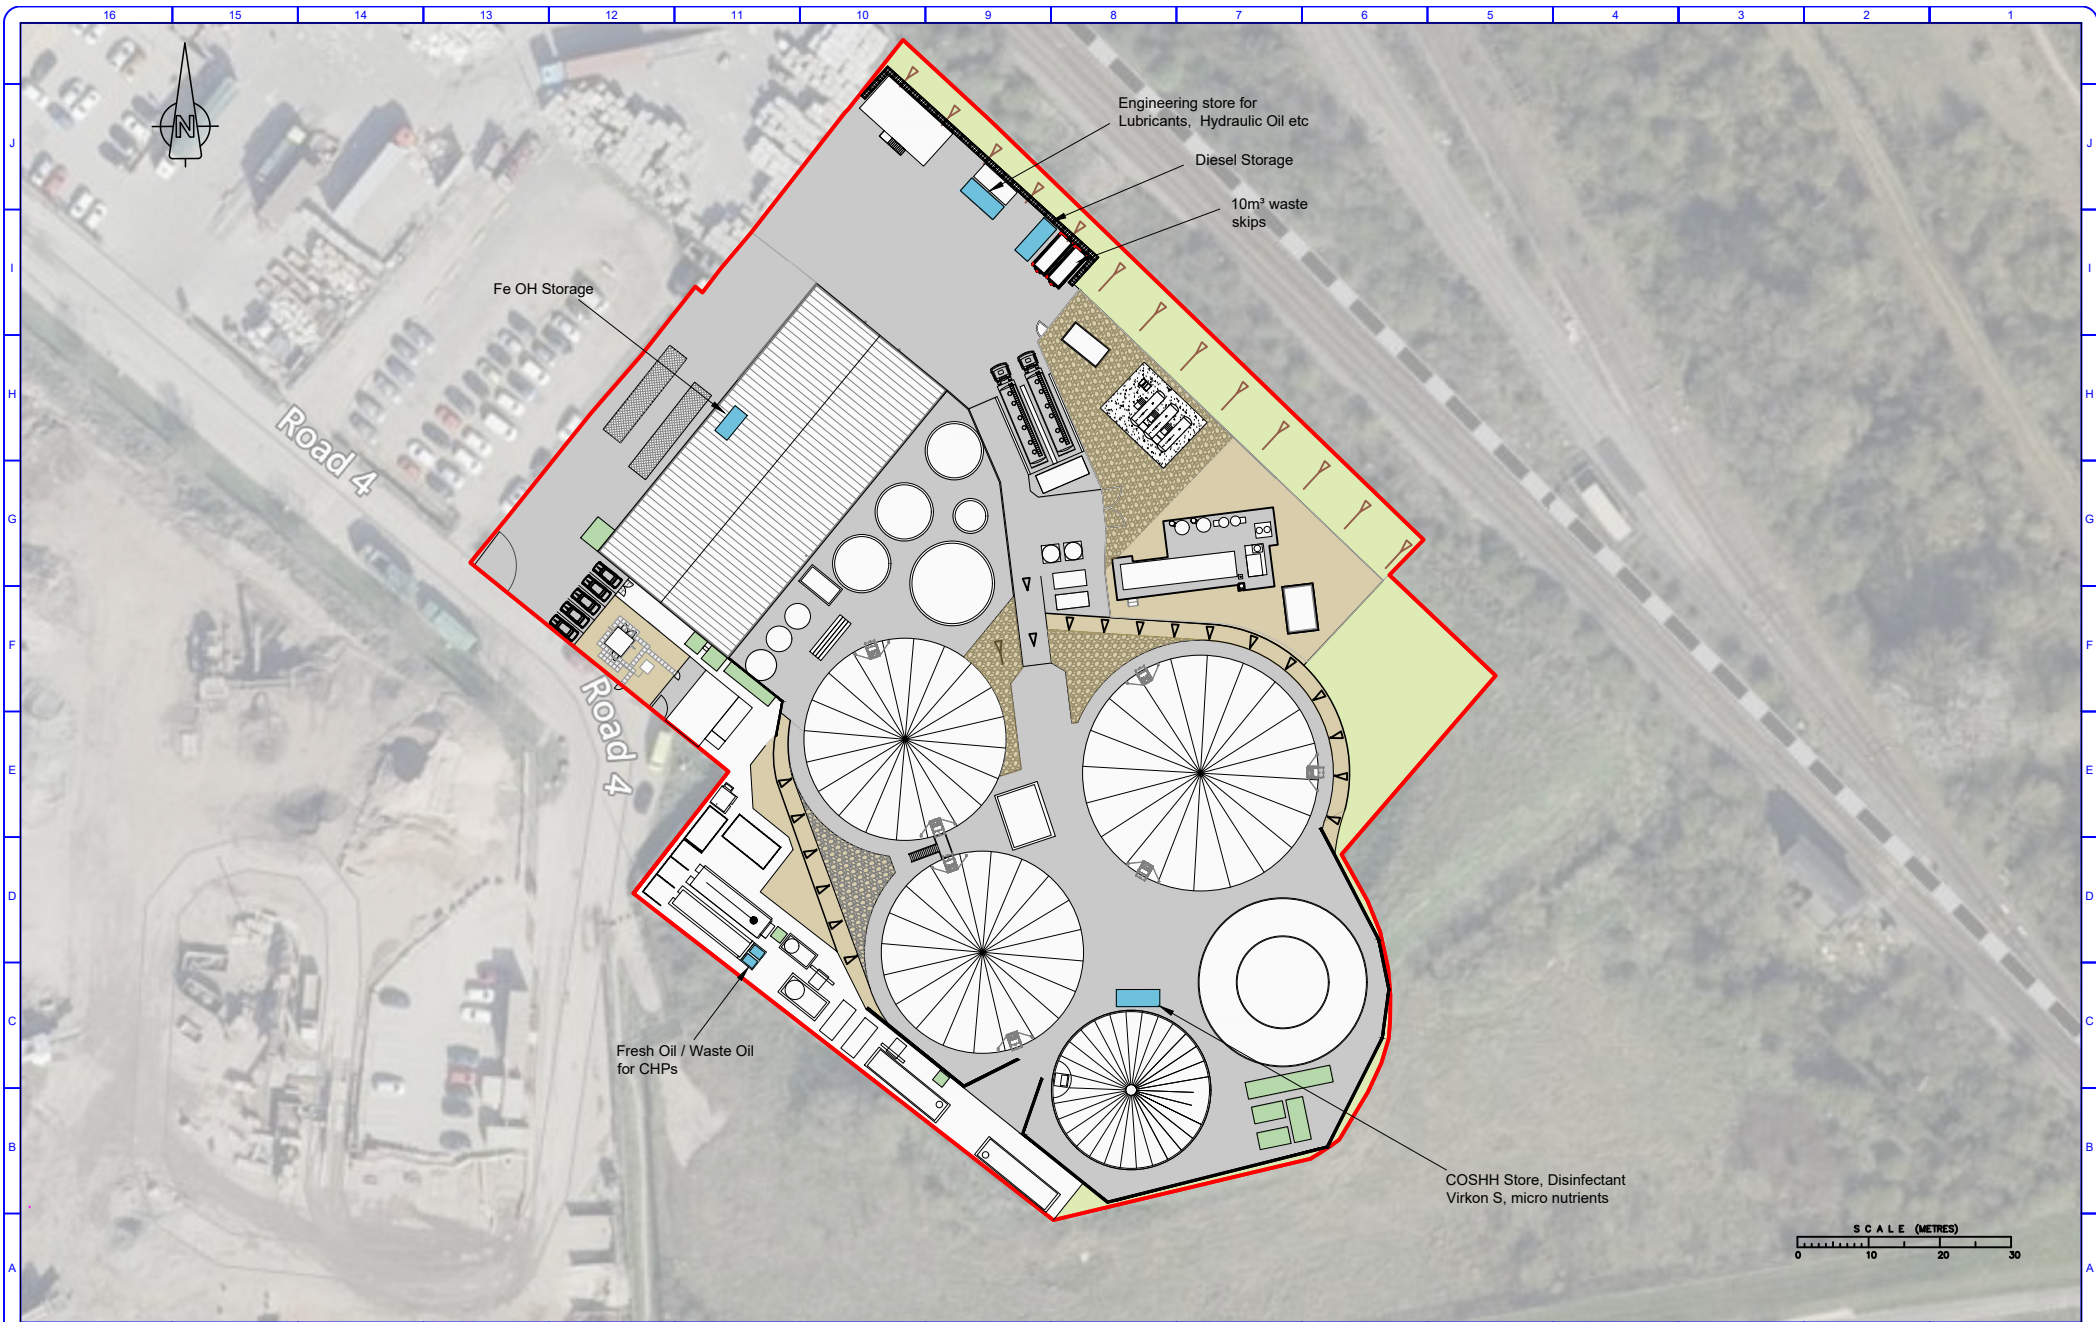 16 15 14 13 12 11 10 9 8 7 6 5 4 3 2 1
J
I
H
G
F
E
D
C
B
A
J
I
H
G
F
E
D
C
B
A
N
Engineering store for
Lubricants, Hydraulic Oil etc
Diesel Storage
10m³ waste
skips
Fe OH Storage
Road 4
Road 4
Fresh Oil / Waste Oil
for CHPs
COSHH Store, Disinfectant
Virkon S, micro nutrients
SCALE (METRES)
0 10 20 30